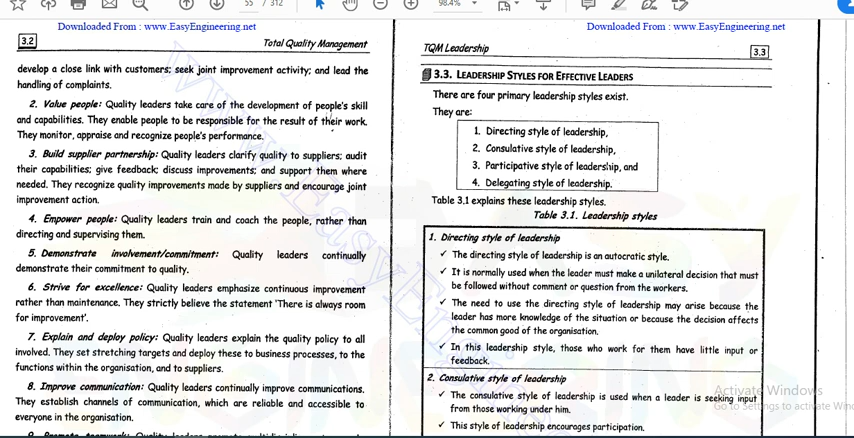 55 / 312
98.4%
Downloaded From : www.EasyEngineering.net
3.2
Total Quality Management
develop a close link with customers; seek joint improvement activity; and lead the
handling of complaints.
2. Value people: Quality leaders take care of the development of people's skill
and capabilities. They enable people to be responsible for the result of their work.
They monitor, appraise and recognize people's performance.
3. Build supplier partnership: Quality leaders clarify quality to suppliers; audit
their capabilities; give feedback; discuss improvements; and support them where
needed. They recognize quality improvements made by suppliers and encourage joint
improvement action.
4. Empower people: Quality leaders train and coach the people, rather than
directing and supervising them.
5. Demonstrate involvement/commitment: Quality leaders continually
demonstrate their commitment to quality.
6. Strive for excellence: Quality leaders emphasize continuous improvement
rather than maintenance. They strictly believe the statement 'There is always room
for improvement'.
7. Explain and deploy policy: Quality leaders explain the quality policy to all
involved. They set stretching targets and deploy these to business processes, to the
functions within the organisation, and to suppliers.
8. Improve communication: Quality leaders continually improve communications.
They establish channels of communication, which are reliable and accessible to
everyone in the organisation.
Downloaded From : www.EasyEngineering.net
TQM Leadership
3.3
3.3. LEADERSHIP STYLES FOR EFFECTIVE LEADERS
There are four primary leadership styles exist.
They are:
1. Directing style of leadership,
2. Consulative style of leadership,
3. Participative style of leadership, and
4. Delegating style of leadership.
Table 3.1 explains these leadership styles.
Table 3.1. Leadership styles
1. Directing style of leadership
✓ The directing style of leadership is an autocratic style.
✓ It is normally used when the leader must make a unilateral decision that must
be followed without comment or question from the workers.
✓ The need to use the directing style of leadership may arise because the
leader has more knowledge of the situation or because the decision affects
the common good of the organisation.
✓ In this leadership style, those who work for them have little input or
feedback.
2. Consulative style of leadership
✓ The consulative style of leadership is used when a leader is seeking input
from those working under him.
✓ This style of leadership encourages participation.
Activate Windows
Go to Settings to activate Win